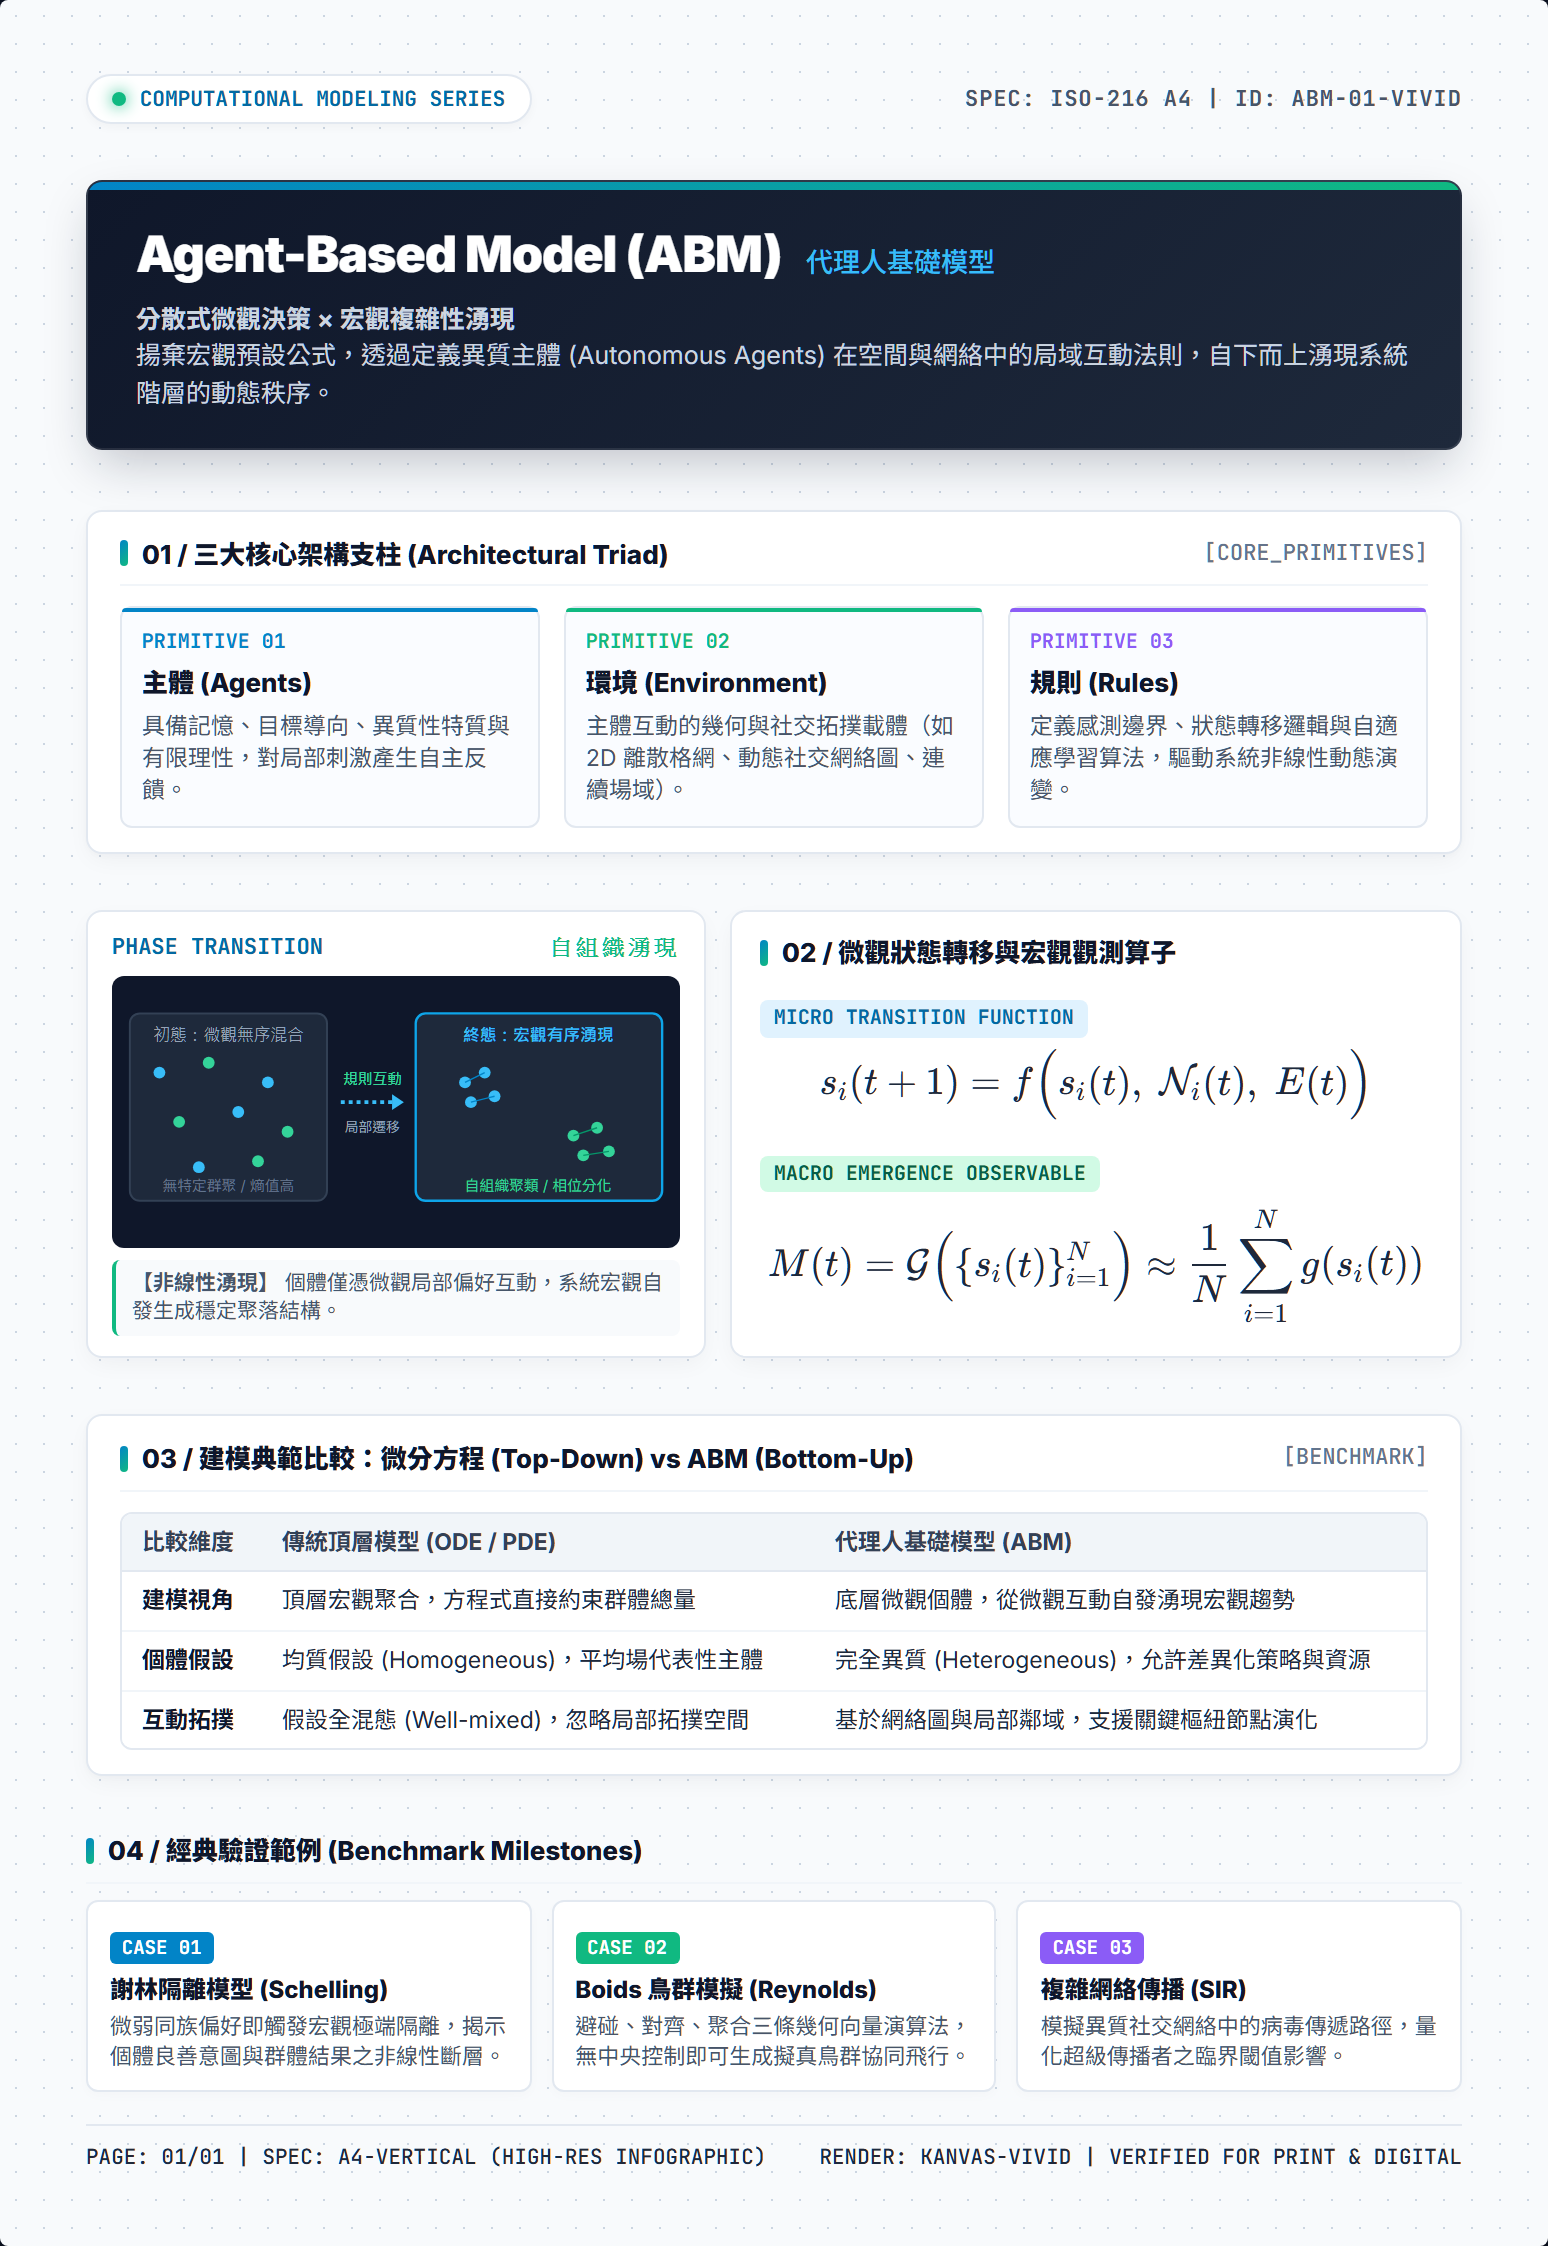 COMPUTATIONAL MODELING SERIES
SPEC: ISO-216 A4 | ID: ABM-01-VIVID
Agent-Based Model (ABM) 代理人基礎模型
分散式微觀決策 × 宏觀複雜性湧現
揚棄宏觀預設公式，透過定義異質主體 (Autonomous Agents) 在空間與網絡中的局域互動法則，自下而上湧現系統
階層的動態秩序。
01 / 三大核心架構支柱 (Architectural Triad)
[CORE_PRIMITIVES]
PRIMITIVE 01
主體 (Agents)
具備記憶、目標導向、異質性特質與
有限理性，對局部刺激產生自主反
饋。
PRIMITIVE 02
環境 (Environment)
主體互動的幾何與社交拓撲載體（如
2D 離散格網、動態社交網絡圖、連
續場域）。
PRIMITIVE 03
規則 (Rules)
定義感測邊界、狀態轉移邏輯與自適
應學習算法，驅動系統非線性動態演
變。
PHASE TRANSITION
自組織湧現
初態：微觀無序混合
無特定群聚 / 熵值高
規則互動
局部遷移
終態：宏觀有序湧現
自組織聚類 / 相位分化
【非線性湧現】 個體僅憑微觀局部偏好互動，系統宏觀自
發生成穩定聚落結構。
02 / 微觀狀態轉移與宏觀觀測算子
MICRO TRANSITION FUNCTION
$s_i(t+1) = f\left(s_i(t),\ \mathcal{N}_i(t),\ E(t)\right)$
MACRO EMERGENCE OBSERVABLE
$M(t) = \mathcal{G}\left(\{s_i(t)\}_{i=1}^{N}\right) \approx \frac{1}{N}\sum_{i=1}^{N} g(s_i(t))$
03 / 建模典範比較：微分方程 (Top-Down) vs ABM (Bottom-Up)
[BENCHMARK]
比較維度 傳統頂層模型 (ODE / PDE) 代理人基礎模型 (ABM)
建模視角 頂層宏觀聚合，方程式直接約束群體總量 底層微觀個體，從微觀互動自發湧現宏觀趨勢
個體假設 均質假設 (Homogeneous)，平均場代表性主體 完全異質 (Heterogeneous)，允許差異化策略與資源
互動拓撲 假設全混態 (Well-mixed)，忽略局部拓撲空間 基於網絡圖與局部鄰域，支援關鍵樞紐節點演化
04 / 經典驗證範例 (Benchmark Milestones)
CASE 01
謝林隔離模型 (Schelling)
微弱同族偏好即觸發宏觀極端隔離，揭示
個體良善意圖與群體結果之非線性斷層。
CASE 02
Boids 鳥群模擬 (Reynolds)
避碰、對齊、聚合三條幾何向量演算法，
無中央控制即可生成擬真鳥群協同飛行。
CASE 03
複雜網絡傳播 (SIR)
模擬異質社交網絡中的病毒傳遞路徑，量
化超級傳播者之臨界閾值影響。
PAGE: 01/01 | SPEC: A4-VERTICAL (HIGH-RES INFOGRAPHIC)
RENDER: KANVAS-VIVID | VERIFIED FOR PRINT & DIGITAL